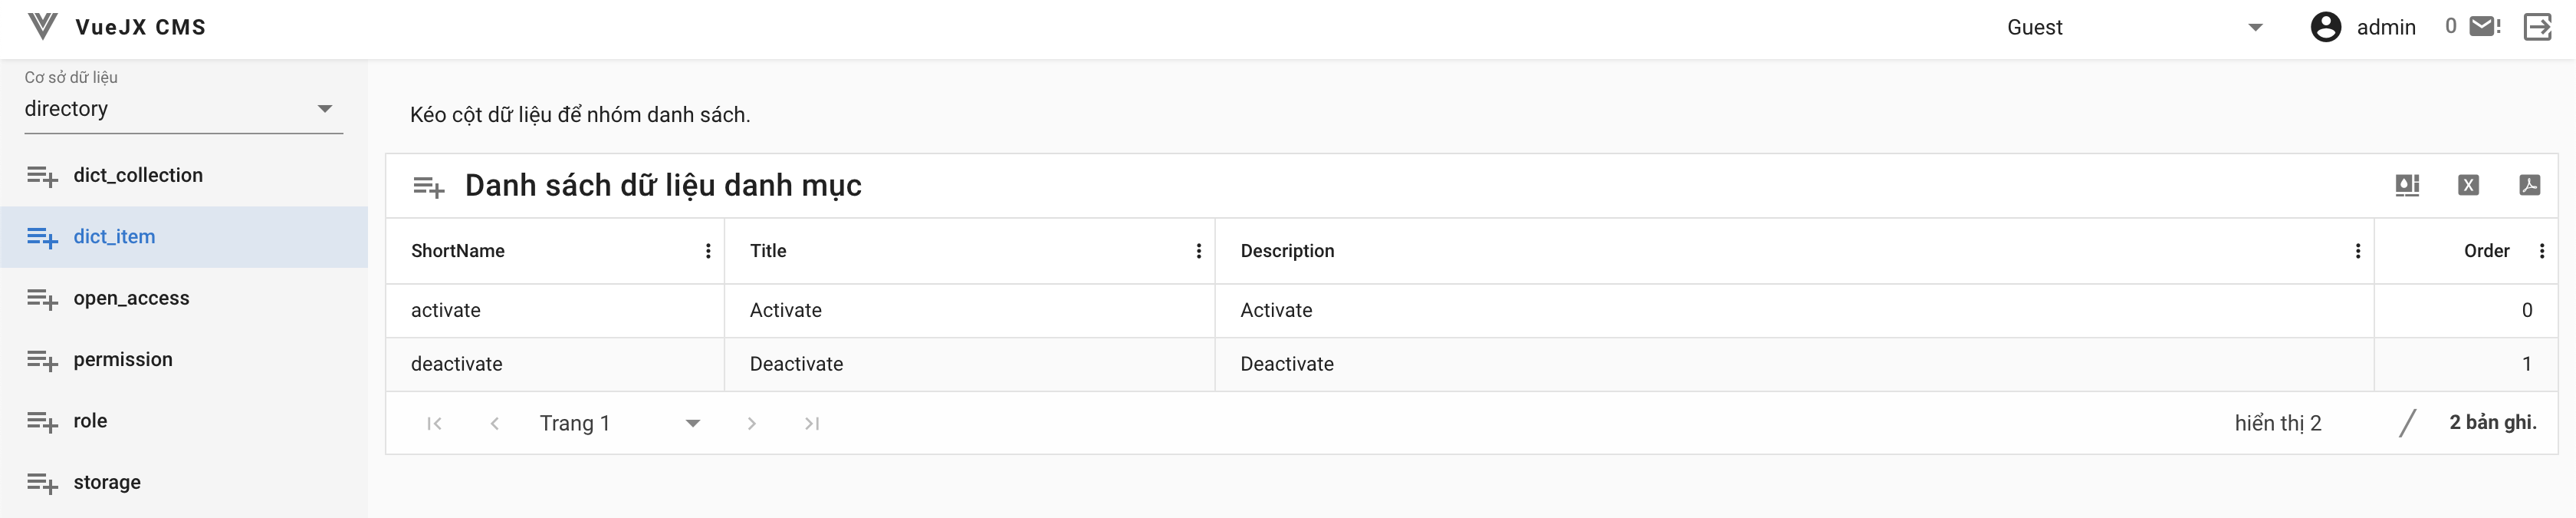 VueJX CMS
Guest
admin
0
Cơ sở dữ liệu
directory
dict_collection
dict_item
open_access
permission
role
storage
Kéo cột dữ liệu để nhóm danh sách.
Danh sách dữ liệu danh mục
ShortName Title Description Order
activate Activate Activate 0
deactivate Deactivate Deactivate 1
Trang 1 hiển thị 2 / 2 bản ghi.